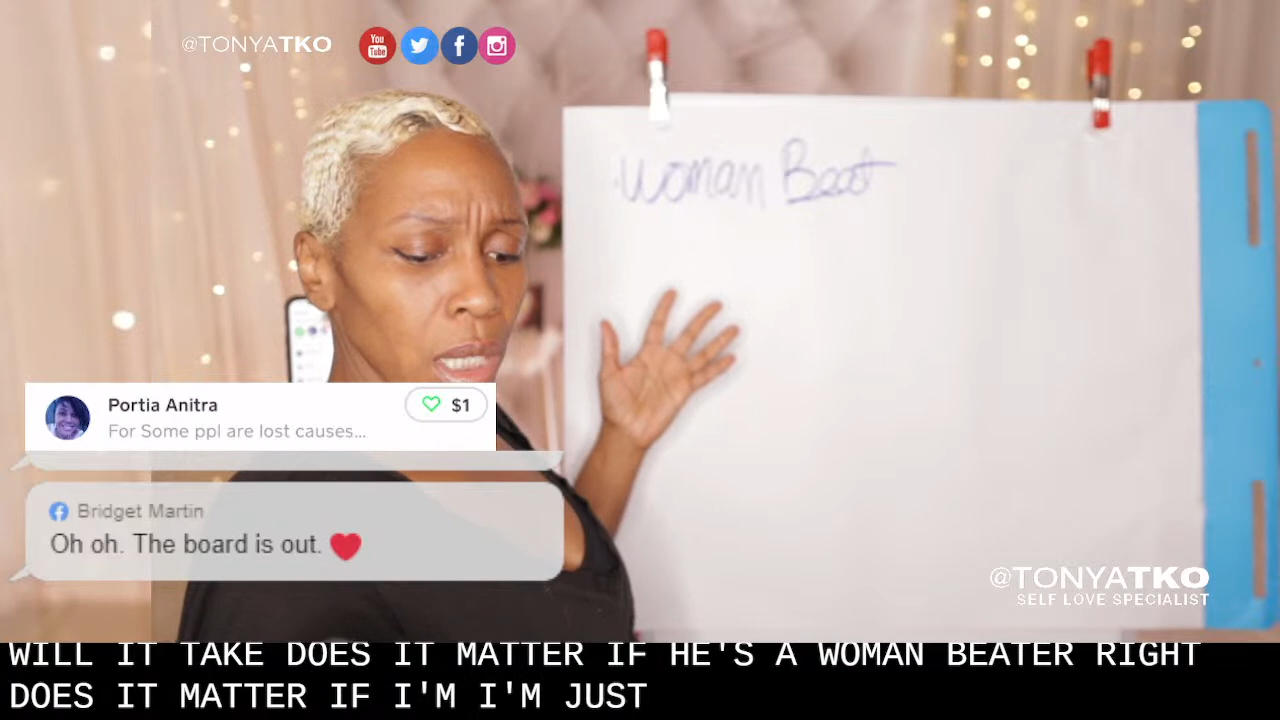 @TONYATKO
You Tube
Woman Beat
Portia Anitra
$1
For Some ppl are lost causes...
Bridget Martin
Oh oh. The board is out. ❤
@TONYATKO
SELF LOVE SPECIALIST
WILL IT TAKE DOES IT MATTER IF HE'S A WOMAN BEATER RIGHT
DOES IT MATTER IF I'M I'M JUST